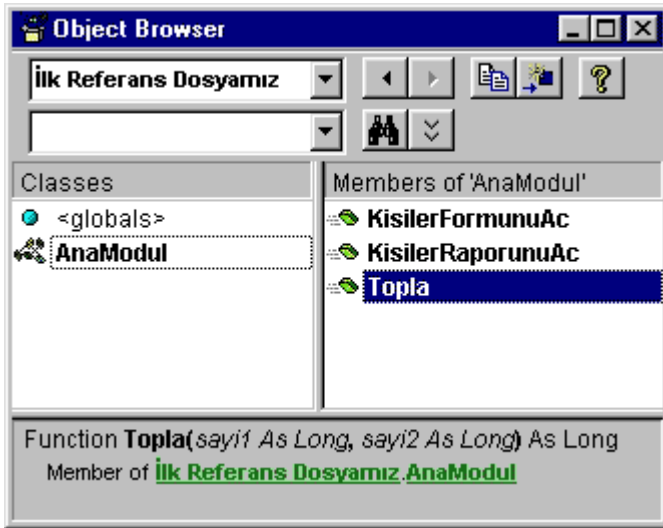 Object Browser
İlk Referans Dosyamız
Classes
<globals>
AnaModul
Members of 'AnaModul'
KisilerFormunuAc
KisilerRaporunuAc
Topla
Function Topla(sayi1 As Long, sayi2 As Long) As Long
Member of İlk Referans Dosyamız.AnaModul